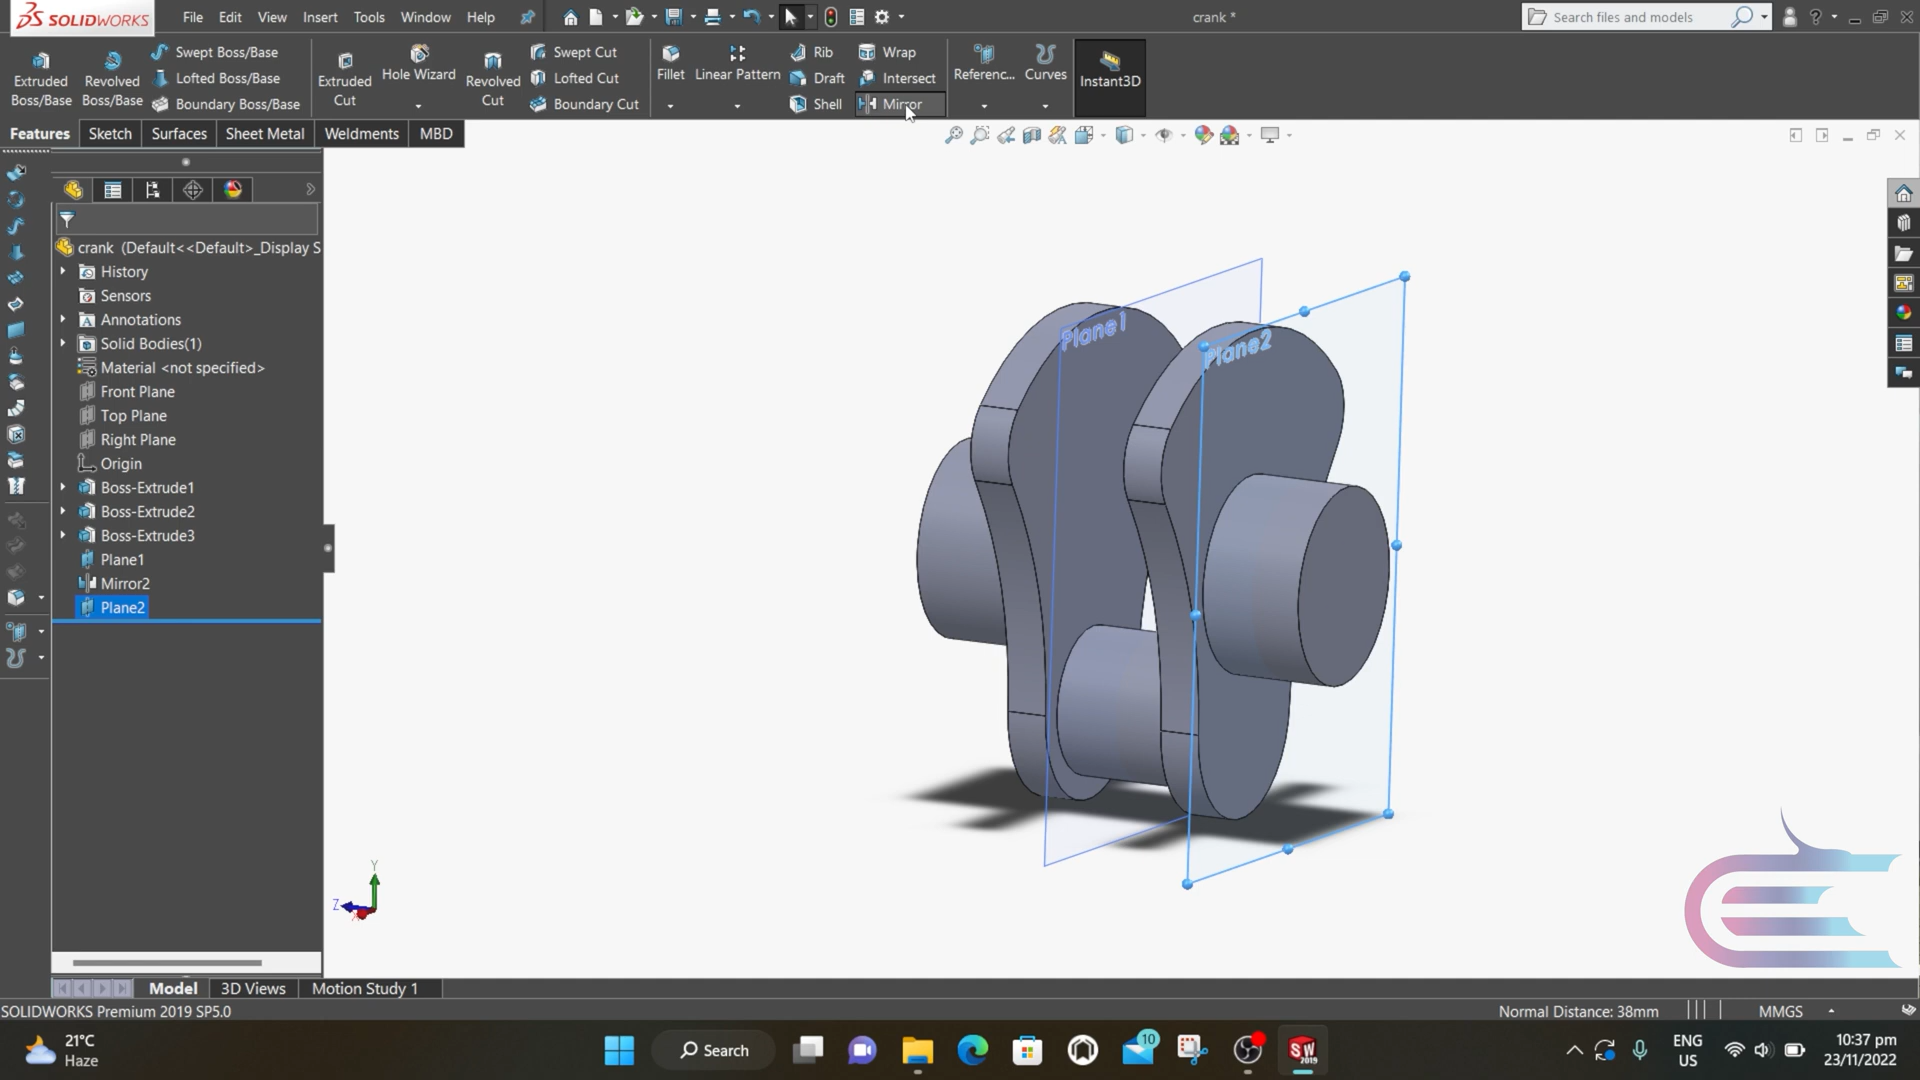 SOLIDWORKS File Edit View Insert Tools Window Help crank * Search files and models
Extruded Boss/Base
Revolved Boss/Base
Swept Boss/Base
Lofted Boss/Base
Boundary Boss/Base
Extruded Cut
Hole Wizard
Revolved Cut
Swept Cut
Lofted Cut
Boundary Cut
Fillet
Linear Pattern
Rib
Draft
Shell
Wrap
Intersect
Mirror
Referenc...
Curves
Instant3D
Features Sketch Surfaces Sheet Metal Weldments MBD
crank (Default<<Default>_Display S
History
Sensors
Annotations
Solid Bodies(1)
Material <not specified>
Front Plane
Top Plane
Right Plane
Origin
Boss-Extrude1
Boss-Extrude2
Boss-Extrude3
Plane1
Mirror2
Plane2
Plane1
Plane2
Y
Z
Model 3D Views Motion Study 1
SOLIDWORKS Premium 2019 SP5.0 Normal Distance: 38mm MMGS
21°C
Haze
Search
10
SW
2019
ENG
US
10:37 pm
23/11/2022